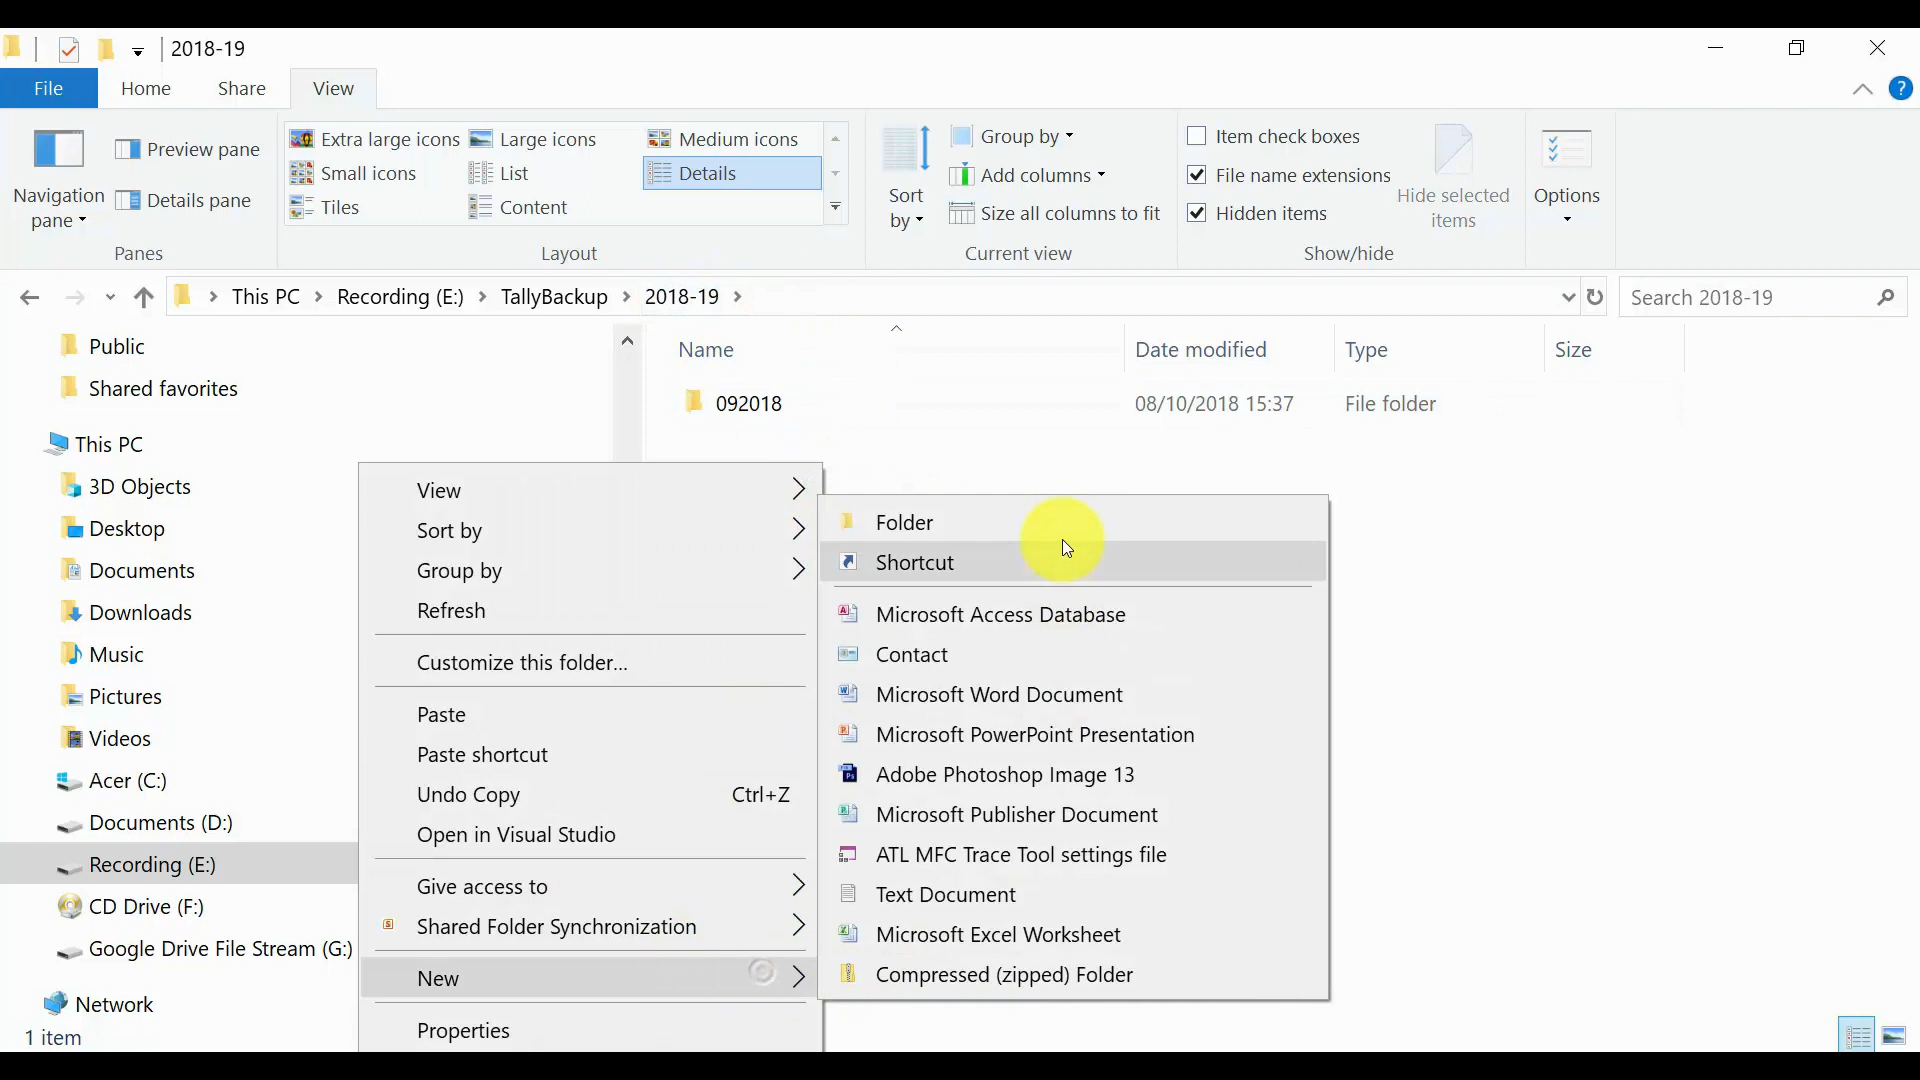 2018-19
File Home Share View
Extra large icons Large icons Medium icons
Small icons List Details
Tiles Content
Navigation pane
Preview pane
Details pane
Panes
Layout
Sort by
Group by
Add columns
Size all columns to fit
Current view
Item check boxes
File name extensions
Hidden items
Hide selected items
Show/hide
Options
?
This PC > Recording (E:) > TallyBackup > 2018-19 >
Search 2018-19
Public
Shared favorites
This PC
3D Objects
Desktop
Documents
Downloads
Music
Pictures
Videos
Acer (C:)
Documents (D:)
Recording (E:)
CD Drive (F:)
Google Drive File Stream (G:)
Network
1 item
Name Date modified Type Size
092018 08/10/2018 15:37 File folder
View
Sort by
Group by
Refresh
Customize this folder...
Paste
Paste shortcut
Undo Copy Ctrl+Z
Open in Visual Studio
Give access to
Shared Folder Synchronization
New
Properties
Folder
Shortcut
Microsoft Access Database
Contact
Microsoft Word Document
Microsoft PowerPoint Presentation
Adobe Photoshop Image 13
Microsoft Publisher Document
ATL MFC Trace Tool settings file
Text Document
Microsoft Excel Worksheet
Compressed (zipped) Folder